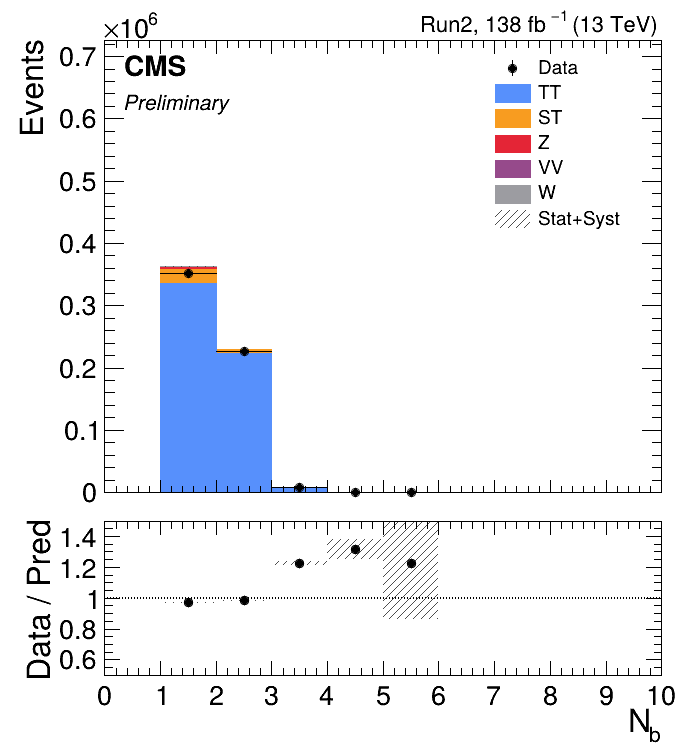 ×10⁶
Run2, 138 fb⁻¹ (13 TeV)
CMS
Preliminary
Data
TT
ST
Z
VV
W
Stat+Syst
Events
0.7
0.6
0.5
0.4
0.3
0.2
0.1
0
Data / Pred
1.4
1.2
1
0.8
0.6
0 1 2 3 4 5 6 7 8 9 10
N_b